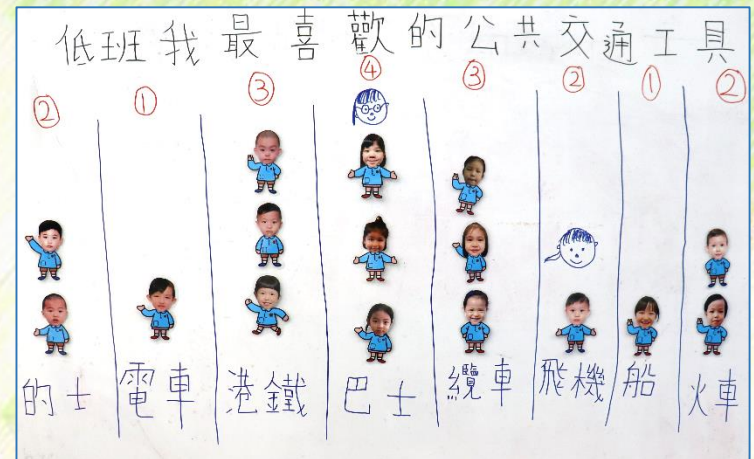 低班我最喜歡的公共交通工具
② ① ③ ④ ③ ② ① ②
的士 電車 港鐵 巴士 纜車 飛機 船 火車